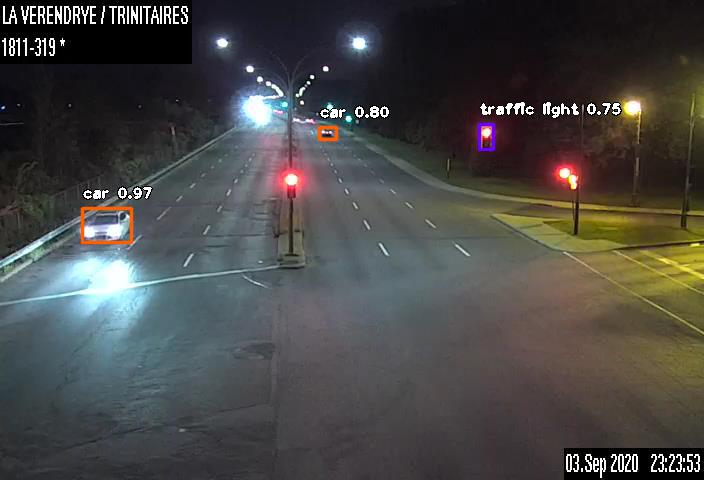 LA VERENDRYE / TRINITAIRES
1811-319 *
traffic light 0.75
car 0.80
car 0.97
03.Sep 2020 23:23:53